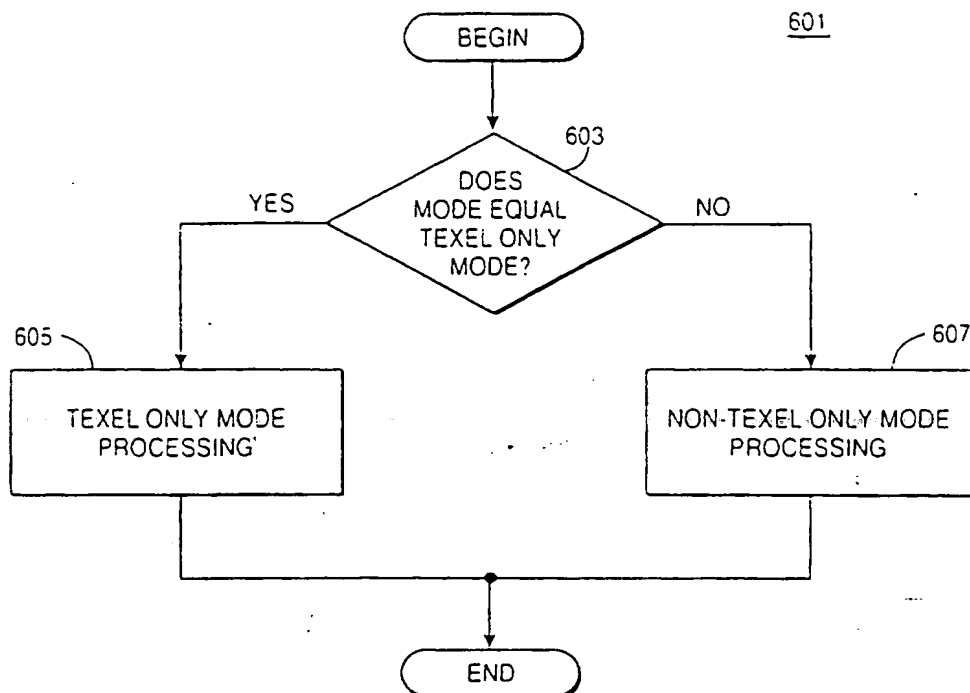 BEGIN
601
603
DOES
MODE EQUAL
TEXEL ONLY
MODE?
YES
NO
605
607
TEXEL ONLY MODE
PROCESSING
NON-TEXEL ONLY MODE
PROCESSING
END